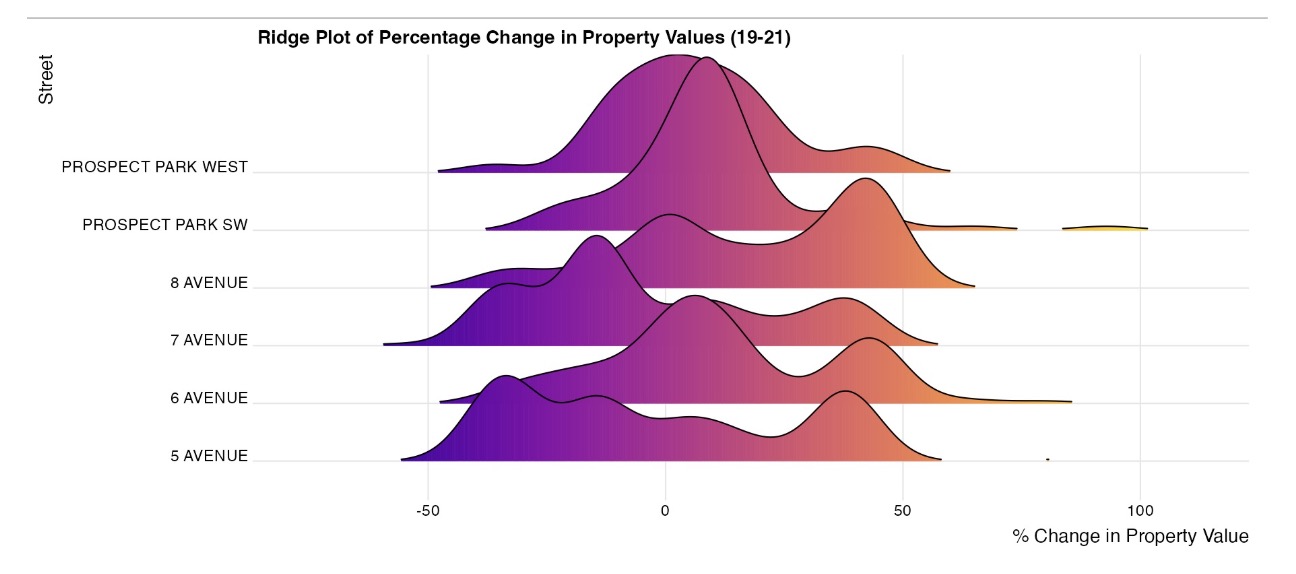 Ridge Plot of Percentage Change in Property Values (19-21)
Street
PROSPECT PARK WEST
PROSPECT PARK SW
8 AVENUE
7 AVENUE
6 AVENUE
5 AVENUE
-50 0 50 100
% Change in Property Value